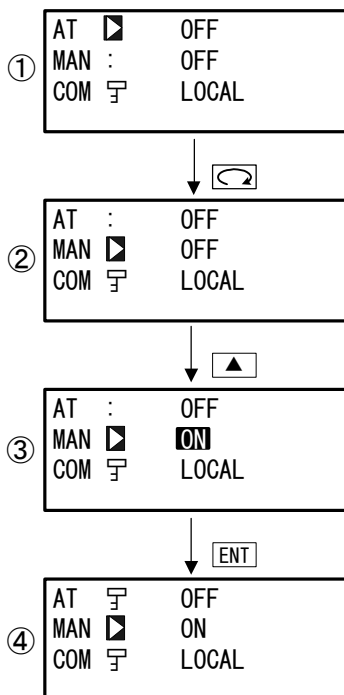 ①
AT OFF
MAN : OFF
COM LOCAL
②
AT : OFF
MAN OFF
COM LOCAL
▲
③
AT : OFF
MAN ON
COM LOCAL
ENT
④
AT OFF
MAN ON
COM LOCAL